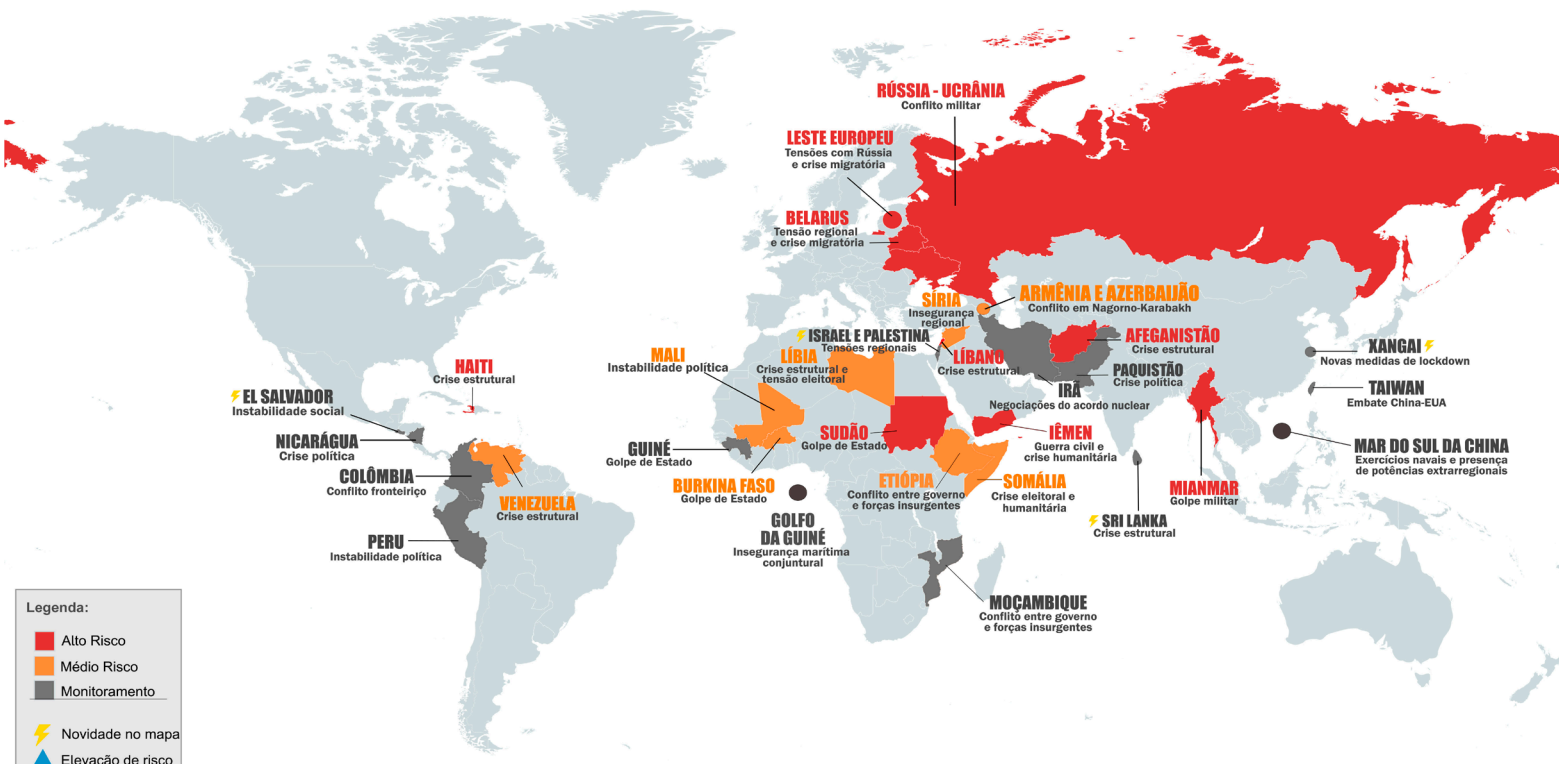 RÚSSIA - UCRÂNIA
Conflito militar
LESTE EUROPEU
Tensões com Rússia
e crise migratória
BELARUS
Tensão regional
e crise migratória
SÍRIA
Insegurança
regional
ARMÊNIA E AZERBAIJÃO
Conflito em Nagorno-Karabakh
ISRAEL E PALESTINA
Tensões regionais
LÍBANO
Crise estrutural
AFEGANISTÃO
Crise estrutural
PAQUISTÃO
Crise política
IRÃ
Negociações do acordo nuclear
XANGAI
Novas medidas de lockdown
TAIWAN
Embate China-EUA
MAR DO SUL DA CHINA
Exercícios navais e presença
de potências extrarregionais
MIANMAR
Golpe militar
SRI LANKA
Crise estrutural
MALI
Instabilidade política
LÍBIA
Crise estrutural e
tensão eleitoral
HAITI
Crise estrutural
EL SALVADOR
Instabilidade social
NICARÁGUA
Crise política
COLÔMBIA
Conflito fronteiriço
VENEZUELA
Crise estrutural
PERU
Instabilidade política
GUINÉ
Golpe de Estado
BURKINA FASO
Golpe de Estado
SUDÃO
Golpe de Estado
IÊMEN
Guerra civil e
crise humanitária
ETIÓPIA
Conflito entre governo
e forças insurgentes
SOMÁLIA
Crise eleitoral e
humanitária
GOLFO
DA GUINÉ
Insegurança marítima
conjuntural
MOÇAMBIQUE
Conflito entre governo
e forças insurgentes
Legenda:
Alto Risco
Médio Risco
Monitoramento
Novidade no mapa
Elevação de risco